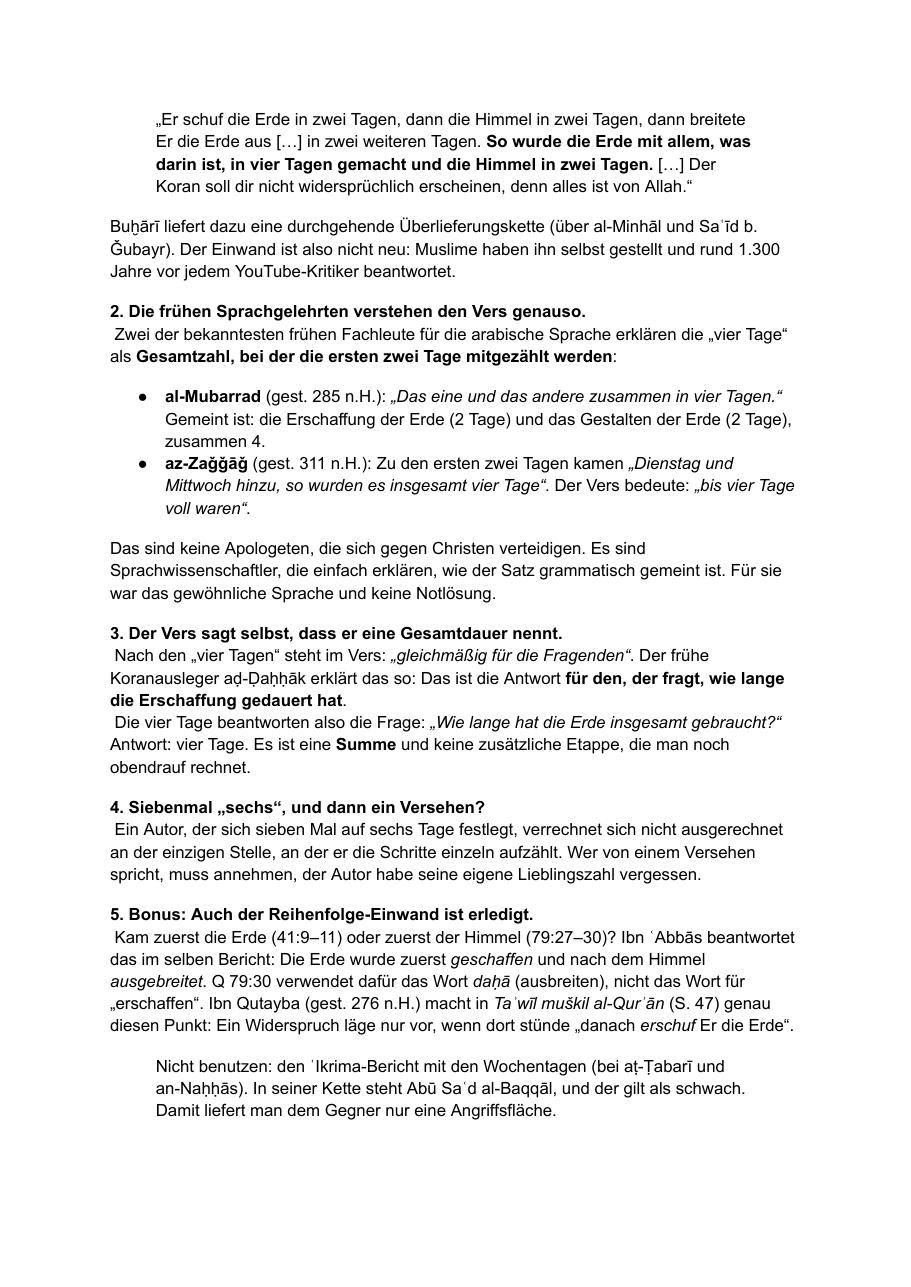 „Er schuf die Erde in zwei Tagen, dann die Himmel in zwei Tagen, dann breitete
Er die Erde aus […] in zwei weiteren Tagen. So wurde die Erde mit allem, was
darin ist, in vier Tagen gemacht und die Himmel in zwei Tagen. […] Der
Koran soll dir nicht widersprüchlich erscheinen, denn alles ist von Allah.“
Buḫārī liefert dazu eine durchgehende Überlieferungskette (über al-Minhāl und Saʿīd b.
Ǧubayr). Der Einwand ist also nicht neu: Muslime haben ihn selbst gestellt und rund 1.300
Jahre vor jedem YouTube-Kritiker beantwortet.
2. Die frühen Sprachgelehrten verstehen den Vers genauso.
Zwei der bekanntesten frühen Fachleute für die arabische Sprache erklären die „vier Tage“
als Gesamtzahl, bei der die ersten zwei Tage mitgezählt werden:
● al-Mubarrad (gest. 285 n.H.): „Das eine und das andere zusammen in vier Tagen.“
Gemeint ist: die Erschaffung der Erde (2 Tage) und das Gestalten der Erde (2 Tage),
zusammen 4.
● az-Zaǧǧāǧ (gest. 311 n.H.): Zu den ersten zwei Tagen kamen „Dienstag und
Mittwoch hinzu, so wurden es insgesamt vier Tage“. Der Vers bedeute: „bis vier Tage
voll waren“.
Das sind keine Apologeten, die sich gegen Christen verteidigen. Es sind
Sprachwissenschaftler, die einfach erklären, wie der Satz grammatisch gemeint ist. Für sie
war das gewöhnliche Sprache und keine Notlösung.
3. Der Vers sagt selbst, dass er eine Gesamtdauer nennt.
Nach den „vier Tagen“ steht im Vers: „gleichmäßig für die Fragenden“. Der frühe
Koranausleger aḍ-Ḍaḥḥāk erklärt das so: Das ist die Antwort für den, der fragt, wie lange
die Erschaffung gedauert hat.
Die vier Tage beantworten also die Frage: „Wie lange hat die Erde insgesamt gebraucht?“
Antwort: vier Tage. Es ist eine Summe und keine zusätzliche Etappe, die man noch
obendrauf rechnet.
4. Siebenmal „sechs“, und dann ein Versehen?
Ein Autor, der sich sieben Mal auf sechs Tage festlegt, verrechnet sich nicht ausgerechnet
an der einzigen Stelle, an der er die Schritte einzeln aufzählt. Wer von einem Versehen
spricht, muss annehmen, der Autor habe seine eigene Lieblingszahl vergessen.
5. Bonus: Auch der Reihenfolge-Einwand ist erledigt.
Kam zuerst die Erde (41:9–11) oder zuerst der Himmel (79:27–30)? Ibn ʿAbbās beantwortet
das im selben Bericht: Die Erde wurde zuerst geschaffen und nach dem Himmel
ausgebreitet. Q 79:30 verwendet dafür das Wort daḥā (ausbreiten), nicht das Wort für
„erschaffen“. Ibn Qutayba (gest. 276 n.H.) macht in Taʾwīl muškil al-Qurʾān (S. 47) genau
diesen Punkt: Ein Widerspruch läge nur vor, wenn dort stünde „danach erschuf Er die Erde“.
Nicht benutzen: den ʿIkrima-Bericht mit den Wochentagen (bei aṭ-Ṭabarī und
an-Naḥḥās). In seiner Kette steht Abū Saʿd al-Baqqāl, und der gilt als schwach.
Damit liefert man dem Gegner nur eine Angriffsfläche.